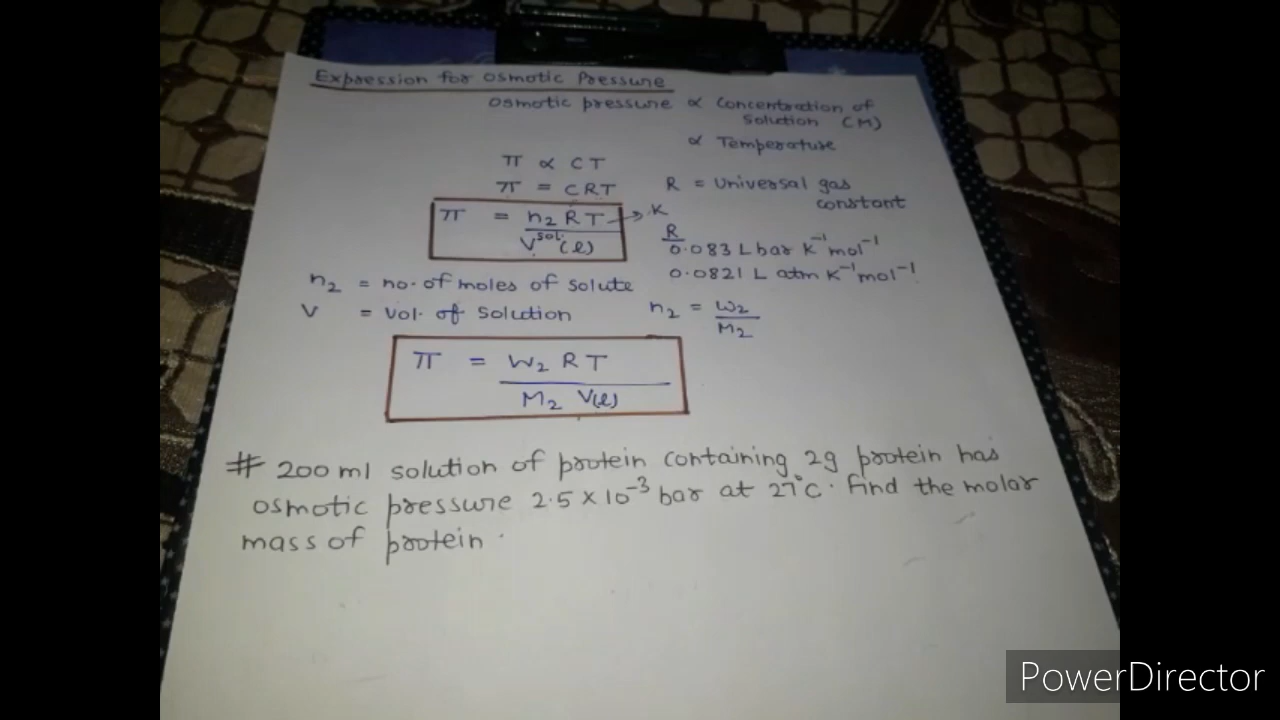 Expression for Osmotic Pressure
Osmotic pressure ∝ Concentration of
Solution (M)
∝ Temperature
π ∝ CT
π = CRT
R = Universal gas
constant
π = n₂ R T → K
V sol. (l)
R
0.083 L bar K⁻¹ mol⁻¹
0.0821 L atm K⁻¹ mol⁻¹
n₂ = no. of moles of solute
V = Vol. of Solution
n₂ = W₂
M₂
π = W₂ R T
M₂ V(l)
# 200 ml solution of protein containing 2g protein has
osmotic pressure 2.5 × 10⁻³ bar at 27°C. Find the molar
mass of protein.
PowerDirector